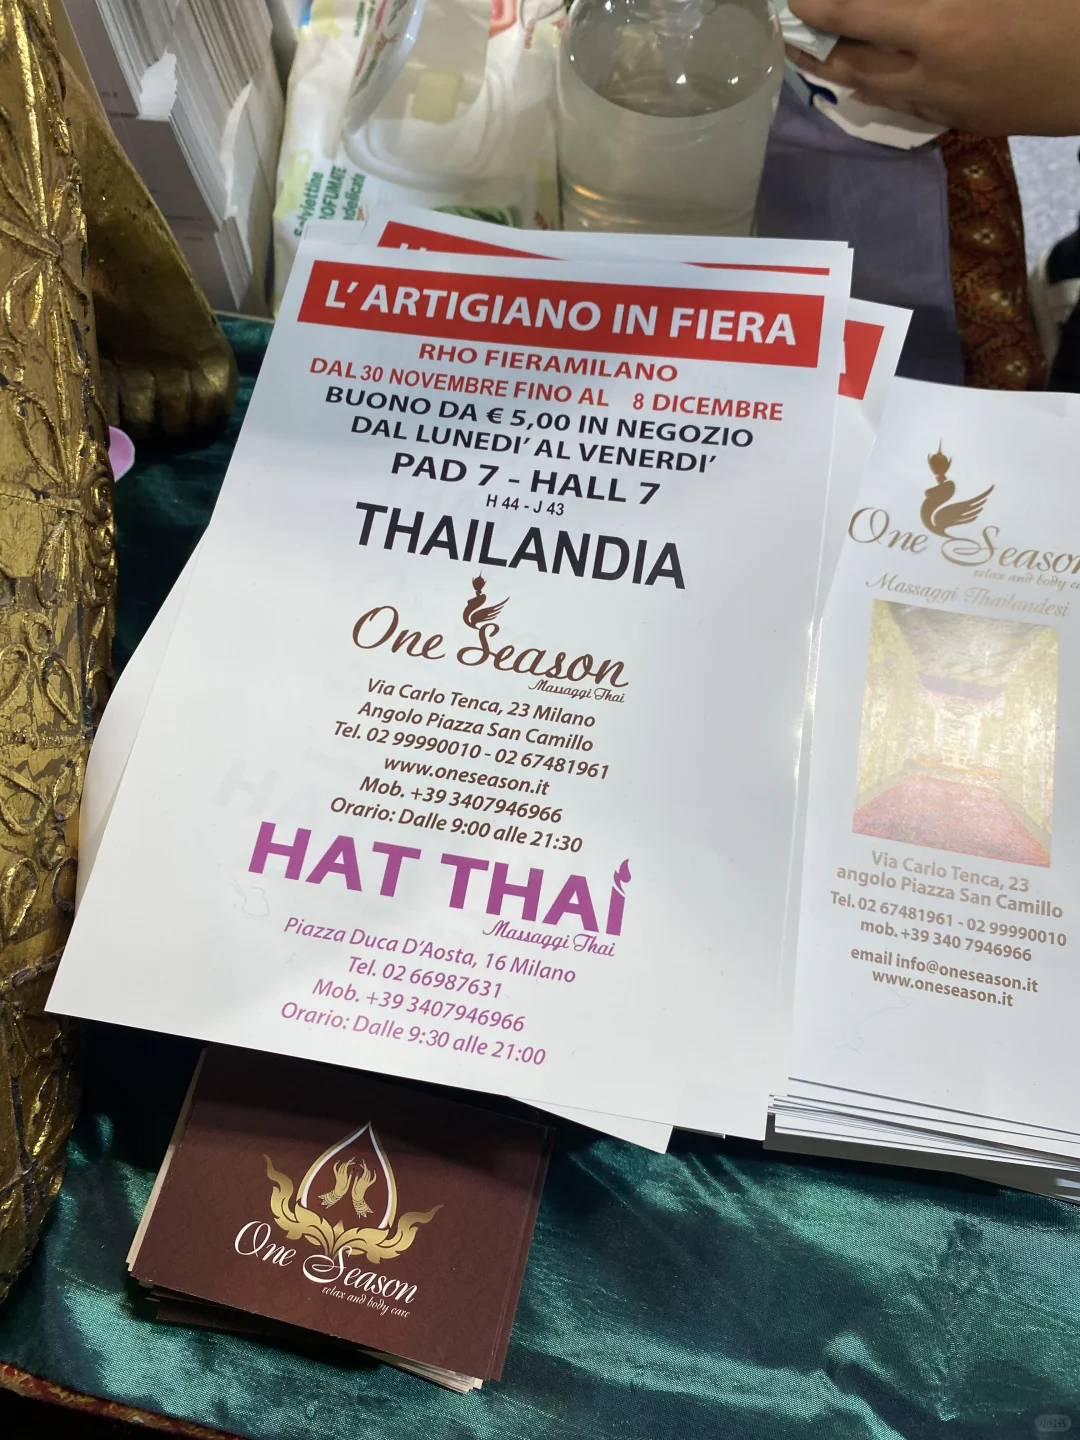 Salviettine
PROFUMATE
L' ARTIGIANO IN FIERA
RHO FIERAMILANO
DAL 30 NOVEMBRE FINO AL 8 DICEMBRE
BUONO DA € 5,00 IN NEGOZIO
DAL LUNEDI' AL VENERDI'
PAD 7 - HALL 7
H 44 - J 43
THAILANDIA
One Season
Massaggi Thai
Via Carlo Tenca, 23 Milano
Angolo Piazza San Camillo
Tel. 02 99990010 - 02 67481961
www.oneseason.it
Mob. +39 3407946966
Orario: Dalle 9:00 alle 21:30
HAT THAI
Massaggi Thai
Piazza Duca D'Aosta, 16 Milano
Tel. 02 66987631
Mob. +39 3407946966
Orario: Dalle 9:30 alle 21:00
One Season
relax and body ca
Massaggi Thailandesi
Via Carlo Tenca, 23
angolo Piazza San Camillo
Tel. 02 67481961 - 02 99990010
mob. +39 340 7946966
email info@oneseason.it
www.oneseason.it
One Season
relax and body care